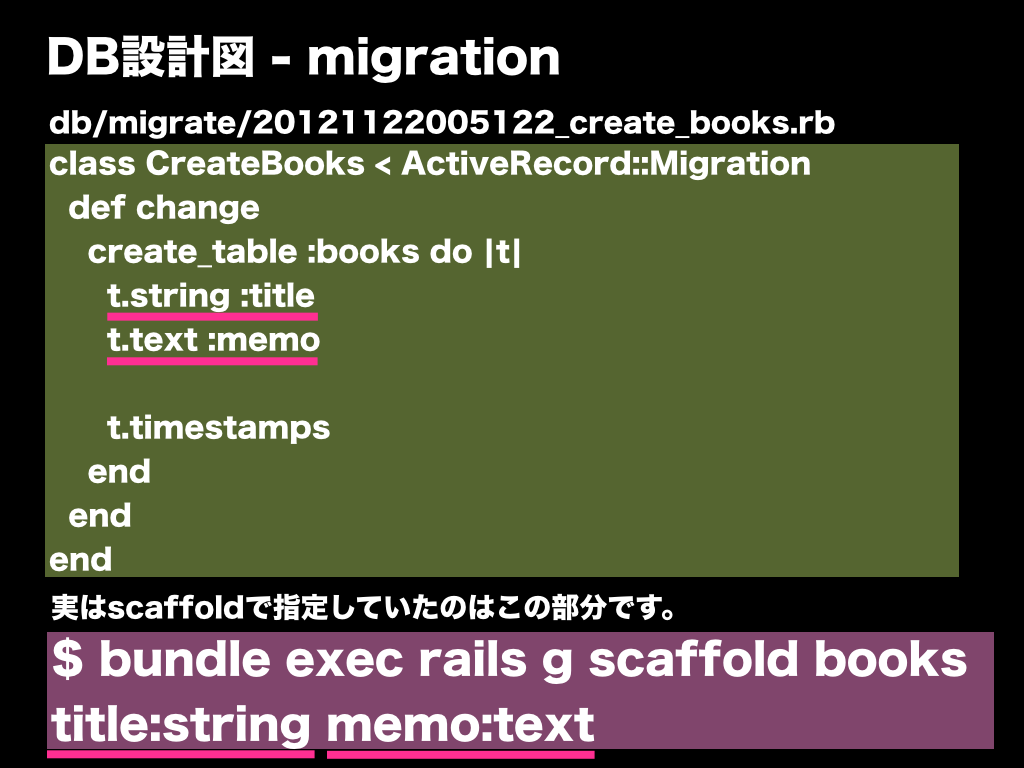 DB設計図 - migration
db/migrate/20121122005122_create_books.rb
class CreateBooks < ActiveRecord::Migration
def change
create_table :books do |t|
t.string :title
t.text :memo
t.timestamps
end
end
end
実はscaffoldで指定していたのはこの部分です。
$ bundle exec rails g scaffold books
title:string memo:text